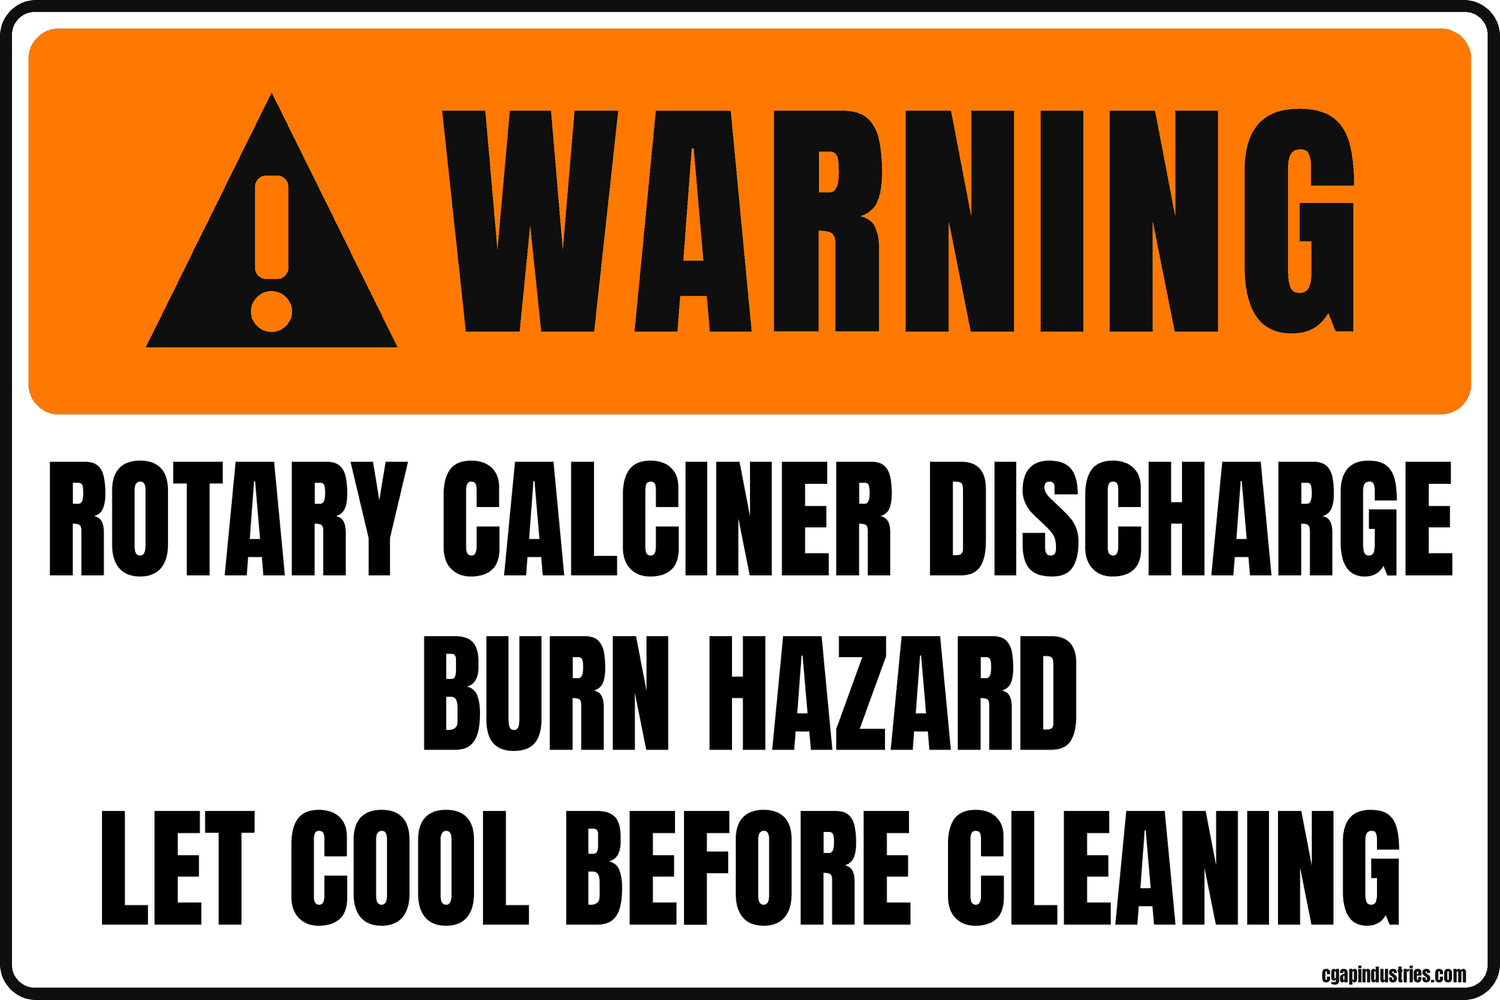 WARNING
ROTARY CALCINER DISCHARGE
BURN HAZARD
LET COOL BEFORE CLEANING
cgapindustries.com